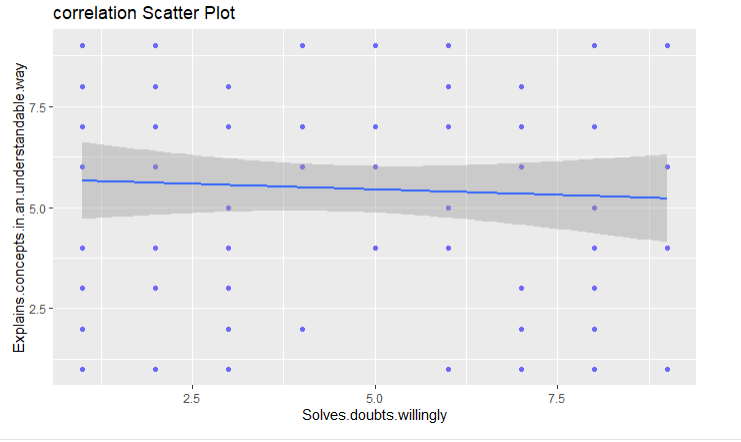 correlation Scatter Plot
Explains.concepts.in.an.understandable.way
7.5
5.0
2.5
2.5 5.0 7.5
Solves.doubts.willingly